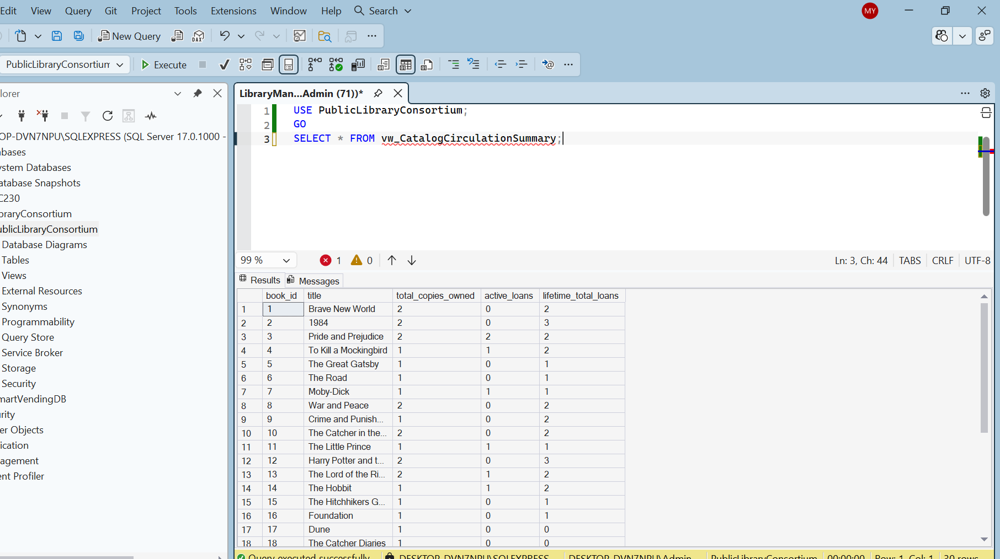 Edit View Query Git Project Tools Extensions Window Help Search MY
New Query DAX
PublicLibraryConsortium Execute
lorer
LibraryMan...Admin (71))*
OP-DVN7NPU\SQLEXPRESS (SQL Server 17.0.1000 -
abases
ystem Databases
atabase Snapshots
C230
braryConsortium
ublicLibraryConsortium
Database Diagrams
Tables
Views
External Resources
Synonyms
Programmability
Query Store
Service Broker
Storage
Security
martVendingDB
rity
er Objects
ication
agement
ent Profiler
1 USE PublicLibraryConsortium;
2 GO
3 SELECT * FROM vw_CatalogCirculationSummary;
99 % 1 0 Ln: 3, Ch: 44 TABS CRLF UTF-8
Results Messages
book_id title total_copies_owned active_loans lifetime_total_loans
1 1 Brave New World 2 0 2
2 2 1984 2 0 3
3 3 Pride and Prejudice 2 2 2
4 4 To Kill a Mockingbird 1 1 2
5 5 The Great Gatsby 1 0 1
6 6 The Road 1 0 1
7 7 Moby-Dick 1 1 1
8 8 War and Peace 2 0 2
9 9 Crime and Punish... 1 0 2
10 10 The Catcher in the... 2 0 2
11 11 The Little Prince 1 1 1
12 12 Harry Potter and t... 2 0 3
13 13 The Lord of the Ri... 2 1 2
14 14 The Hobbit 1 1 2
15 15 The Hitchhikers G... 1 0 1
16 16 Foundation 1 0 1
17 17 Dune 1 0 0
18 18 The Catcher Diaries 1 0 0
Query executed successfully. DESKTOP-DVN7NPU\SQLEXPRESS DESKTOP-DVN7NPU\Admin PublicLibraryConsortium 00:00:00 Row: 1, Col: 1 30 rows